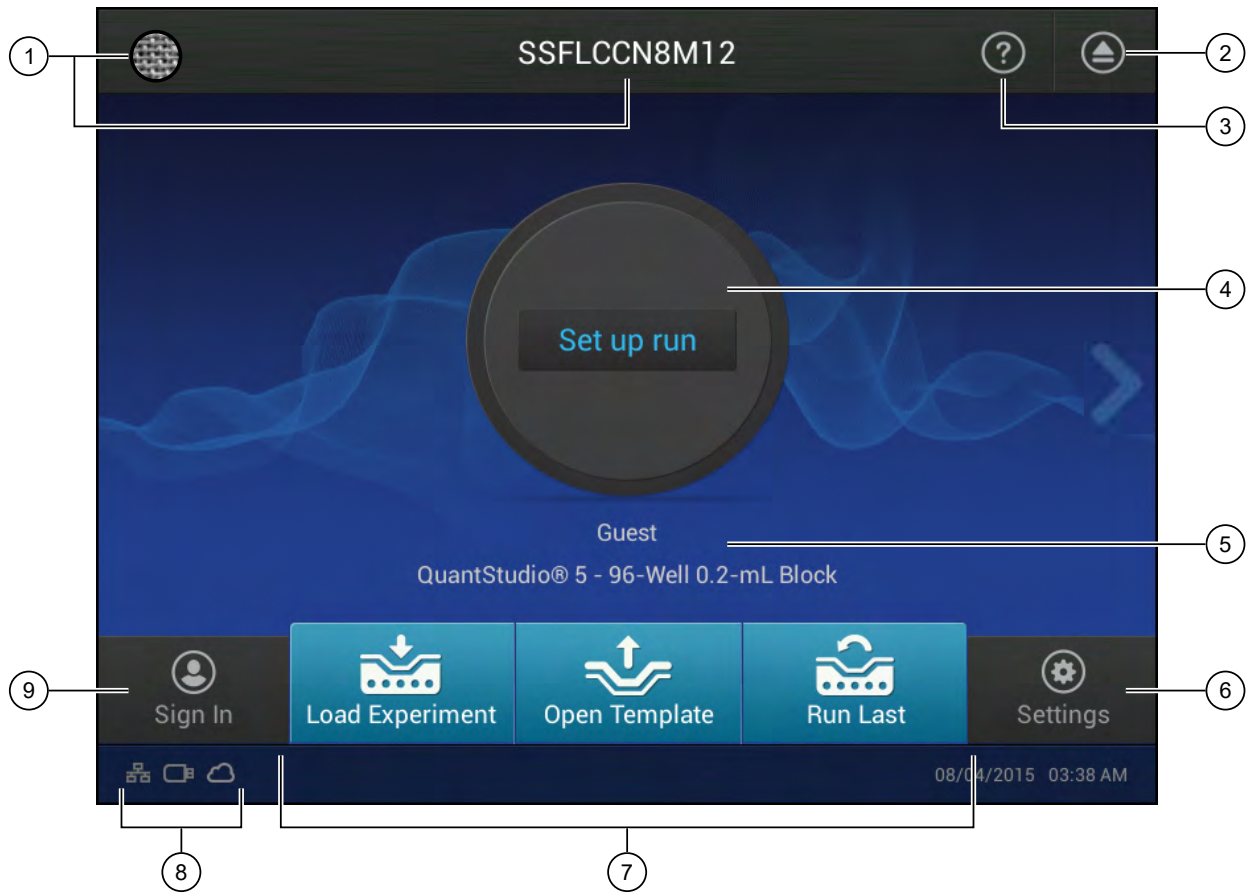 1
SSFLCCN8M12
?
2
3
4
Set up run
Guest
5
QuantStudio® 5 - 96-Well 0.2-mL Block
9
Sign In
Load Experiment
Open Template
Run Last
Settings
6
08/04/2015 03:38 AM
8
7